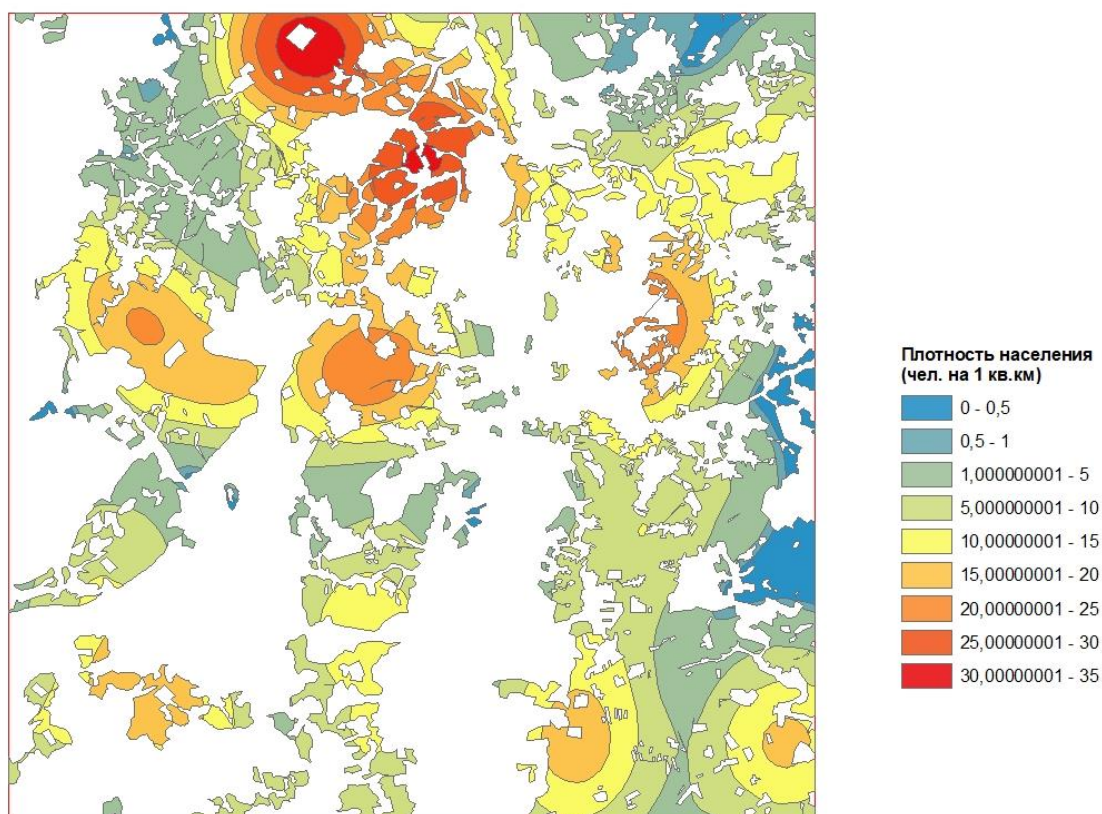 Плотность населения
(чел. на 1 кв.км)
0 - 0,5
0,5 - 1
1,000000001 - 5
5,000000001 - 10
10,00000001 - 15
15,00000001 - 20
20,00000001 - 25
25,00000001 - 30
30,00000001 - 35